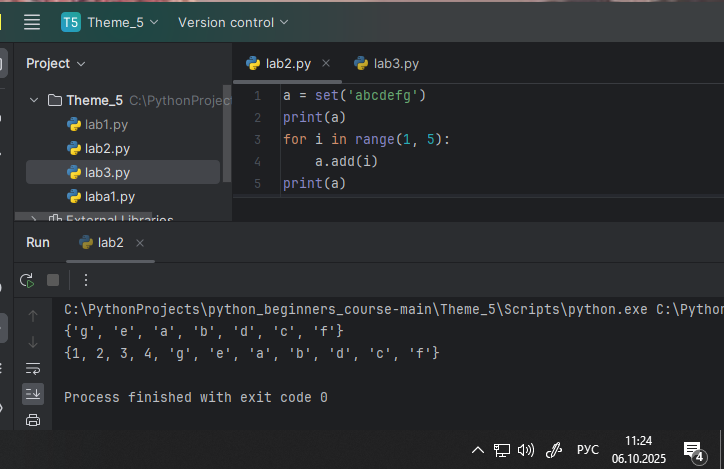 T5 Theme_5 Version control
Project
Theme_5 C:\PythonProjec
lab1.py
lab2.py
lab3.py
laba1.py
External Libraries
lab2.py lab3.py
1 a = set('abcdefg')
2 print(a)
3 for i in range(1, 5):
4 a.add(i)
5 print(a)
Run lab2
C:\PythonProjects\python_beginners_course-main\Theme_5\Scripts\python.exe C:\Python
{'g', 'e', 'a', 'b', 'd', 'c', 'f'}
{1, 2, 3, 4, 'g', 'e', 'a', 'b', 'd', 'c', 'f'}
Process finished with exit code 0
РУС
11:24
06.10.2025
4